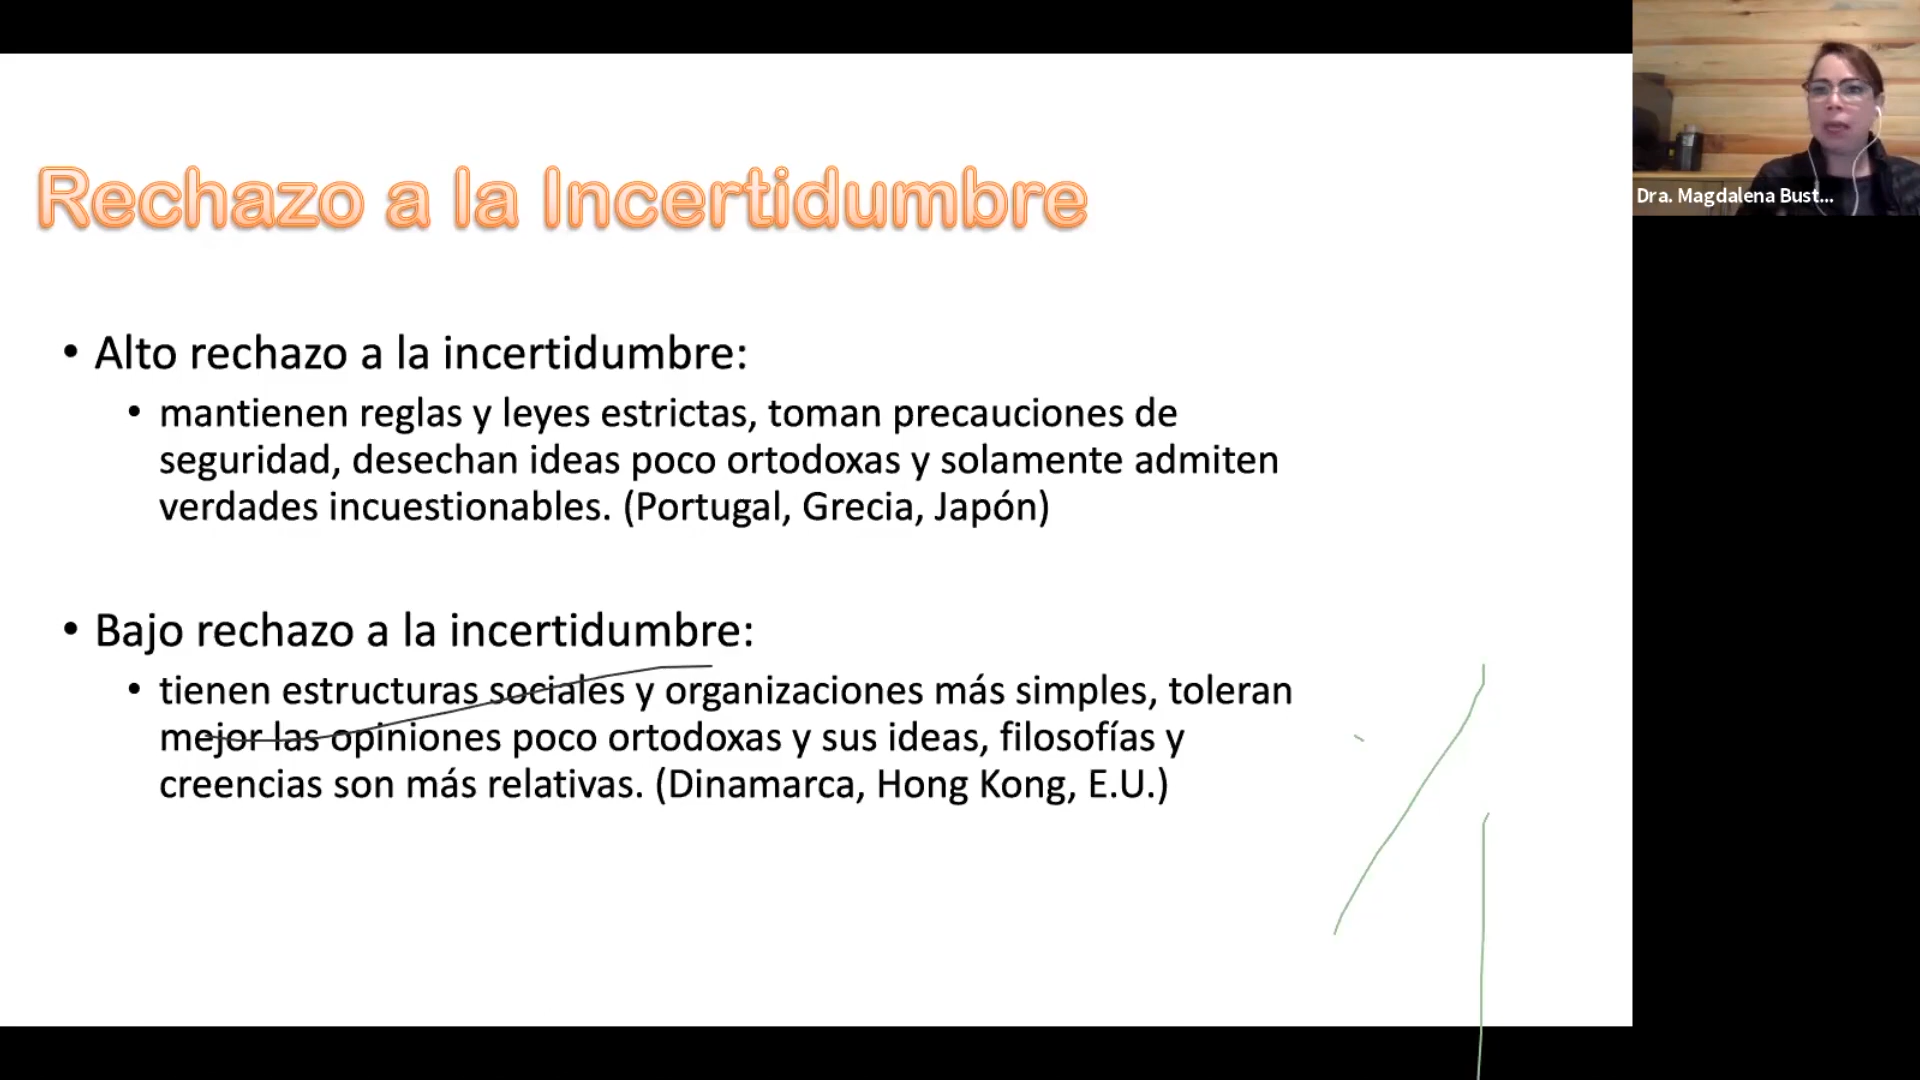 Rechazo a la Incertidumbre
• Alto rechazo a la incertidumbre:
• mantienen reglas y leyes estrictas, toman precauciones de
seguridad, desechan ideas poco ortodoxas y solamente admiten
verdades incuestionables. (Portugal, Grecia, Japón)
• Bajo rechazo a la incertidumbre:
• tienen estructuras sociales y organizaciones más simples, toleran
mejor las opiniones poco ortodoxas y sus ideas, filosofías y
creencias son más relativas. (Dinamarca, Hong Kong, E.U.)
Dra. Magdalena Bust...